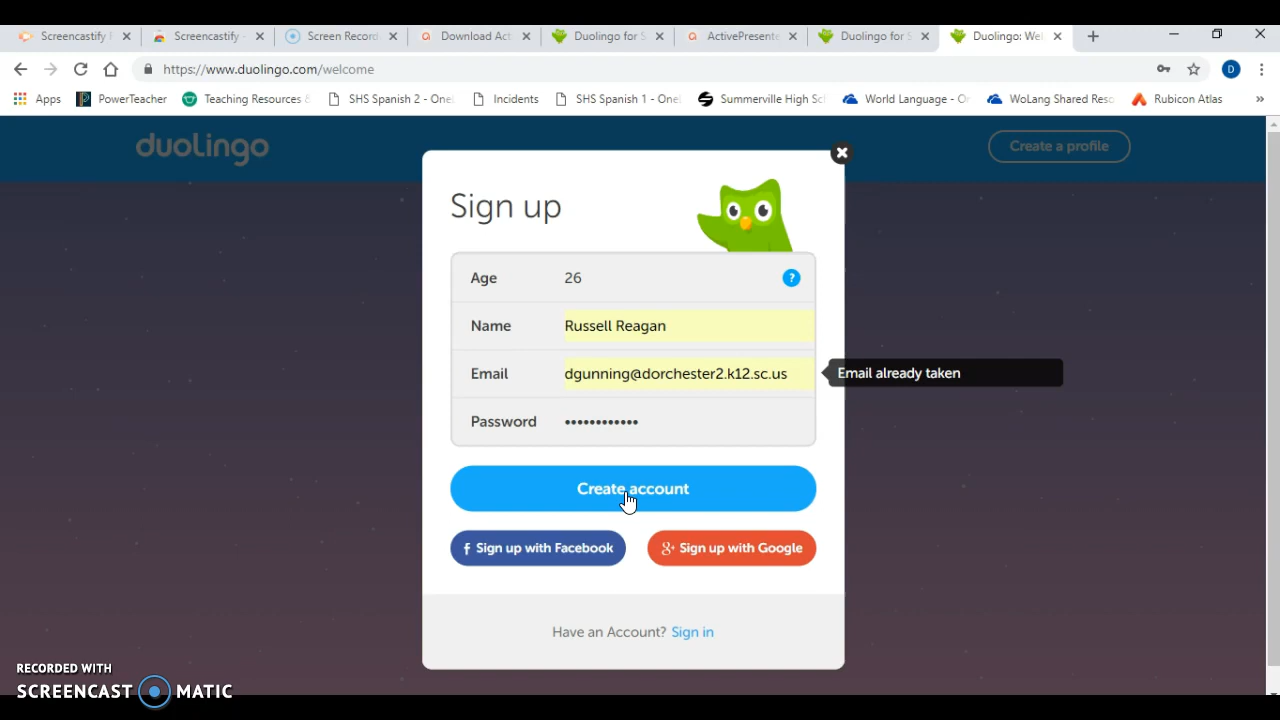 Screencastify Screencastify - Screen Record Download Act Duolingo for S ActivePresente Duolingo for S Duolingo: Wel
https://www.duolingo.com/welcome D
Apps PowerTeacher Teaching Resources SHS Spanish 2 - One Incidents SHS Spanish 1 - One Summerville High Sc World Language - O WoLang Shared Reso Rubicon Atlas »
duolingo Create a profile
Sign up
Age 26 ?
Name Russell Reagan
Email dgunning@dorchester2.k12.sc.us Email already taken
Password ••••••••••••
Create account
f Sign up with Facebook g+ Sign up with Google
Have an Account? Sign in
RECORDED WITH
SCREENCAST MATIC